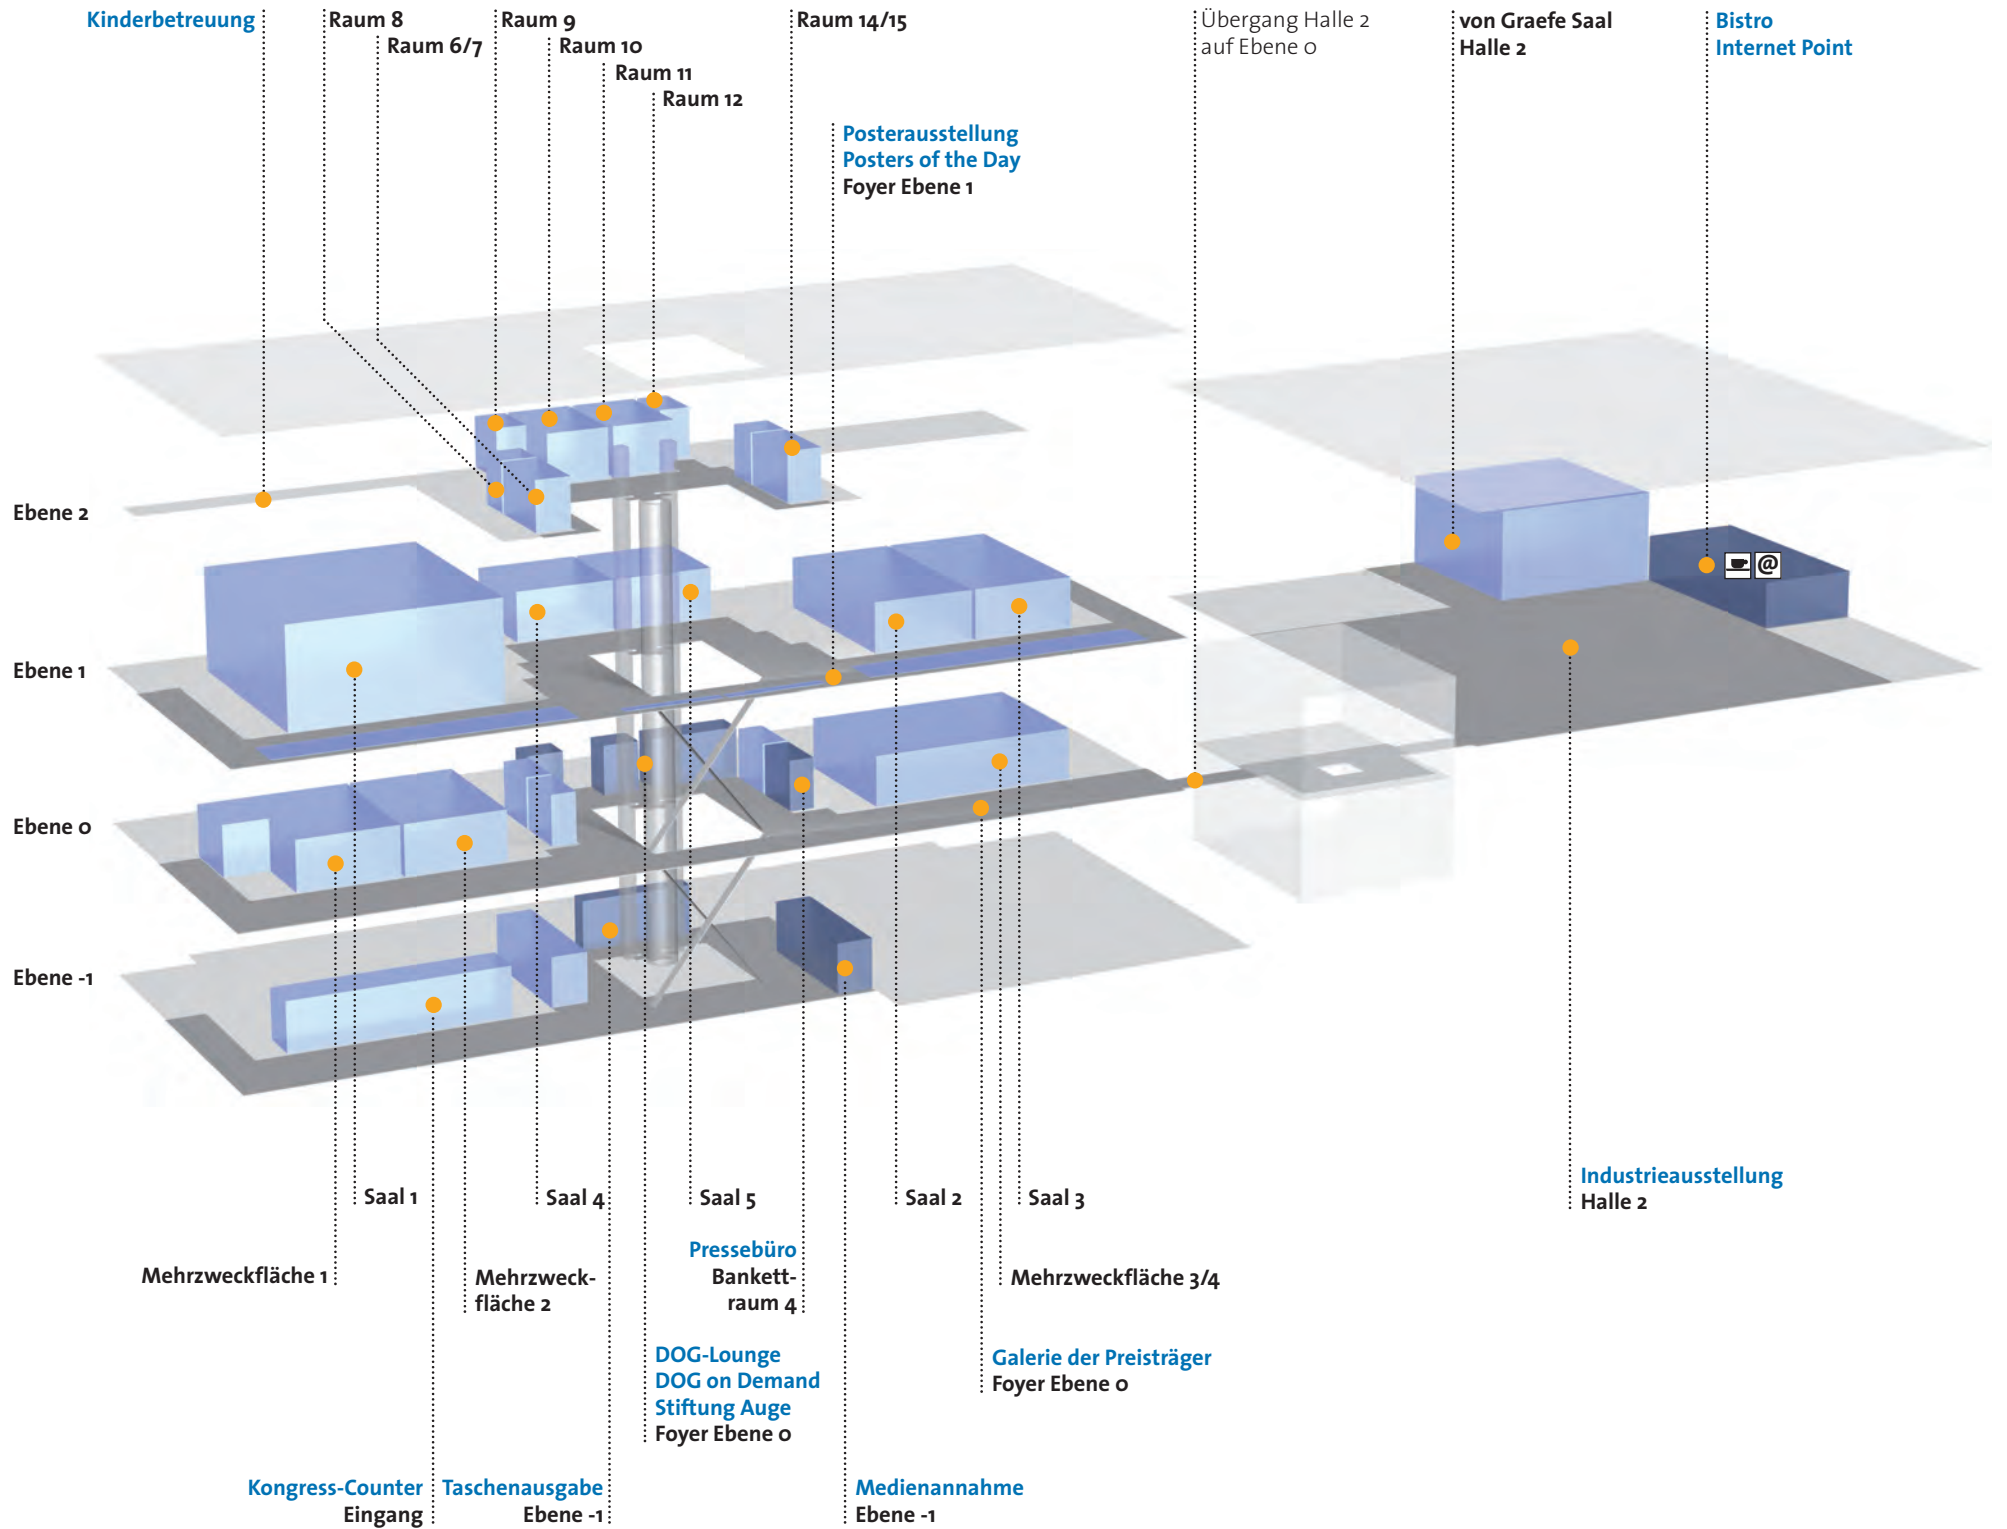 Kinderbetreuung
Raum 8
Raum 6/7
Raum 9
Raum 10
Raum 11
Raum 12
Raum 14/15
Posterausstellung
Posters of the Day
Foyer Ebene 1
Übergang Halle 2
auf Ebene 0
von Graefe Saal
Halle 2
Bistro
Internet Point
@
Ebene 2
Ebene 1
Ebene 0
Ebene -1
Saal 1
Saal 4
Saal 5
Saal 2
Saal 3
Industrieausstellung
Halle 2
Mehrzweckfläche 1
Mehrzweck-
fläche 2
Pressebüro
Bankett-
raum 4
Mehrzweckfläche 3/4
DOG-Lounge
DOG on Demand
Stiftung Auge
Foyer Ebene 0
Galerie der Preisträger
Foyer Ebene 0
Kongress-Counter
Eingang
Taschenausgabe
Ebene -1
Medienannahme
Ebene -1